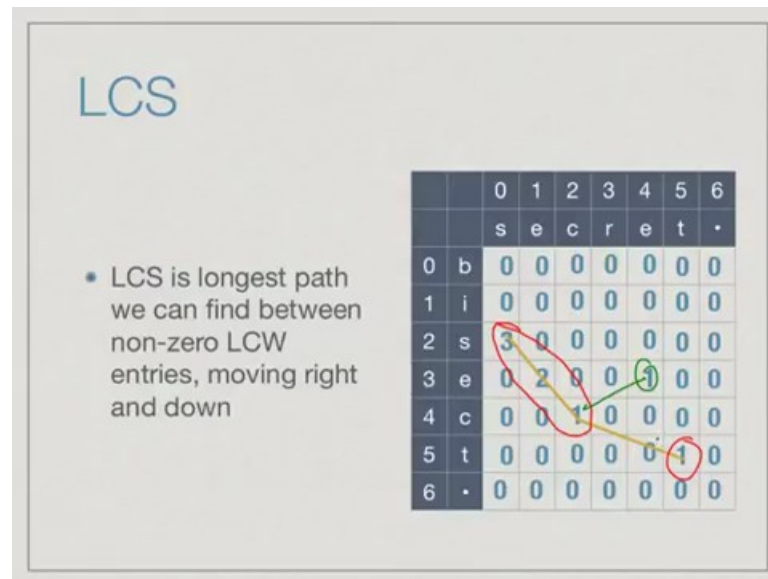 LCS
• LCS is longest path
we can find between
non-zero LCW
entries, moving right
and down
0 1 2 3 4 5 6
s e c r e t •
0 b 0 0 0 0 0 0 0
1 i 0 0 0 0 0 0 0
2 s 3 0 0 0 0 0 0
3 e 0 2 0 0 1 0 0
4 c 0 0 1 0 0 0 0
5 t 0 0 0 0 0 1 0
6 • 0 0 0 0 0 0 0